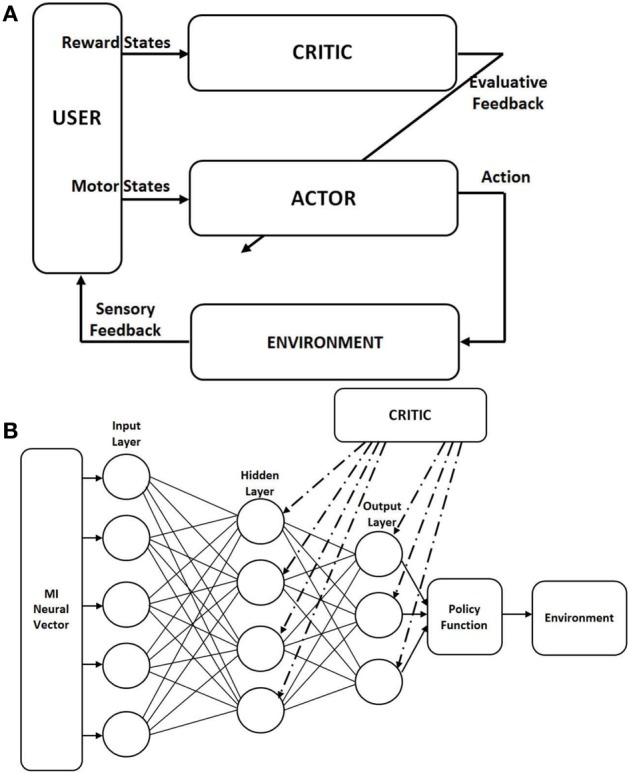 A
Reward States
CRITIC
Evaluative
Feedback
USER
Motor States
ACTOR
Action
Sensory
Feedback
ENVIRONMENT
B
CRITIC
Input
Layer
Hidden
Layer
Output
Layer
MI
Neural
Vector
Policy
Function
Environment